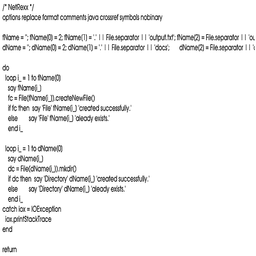 /* NetRexx */
options replace format comments java crossref symbols nobinary
fName = ''; fName[0] = 2; fName[1] = '.' || File.separator || 'output.txt'; fName[2] = File.separator || 'ou
dName = ''; dName[0] = 2; dName[1] = '.' || File.separator || 'docs'; dName[2] = File.separator || 'd
do
loop i_ = 1 to fName[0]
say fName[i_]
fc = File(fName[i_]).createNewFile()
if fc then say 'File' fName[i_] 'created successfully.'
else say 'File' fName[i_] 'already exists.'
end i_
loop i_ = 1 to dName[0]
say dName[i_]
dc = File(dName[i_]).mkdir()
if dc then say 'Directory' dName[i_] 'created successfully.'
else say 'Directory' dName[i_] 'already exists.'
end i_
catch iox = IOException
iox.printStackTrace
end
return